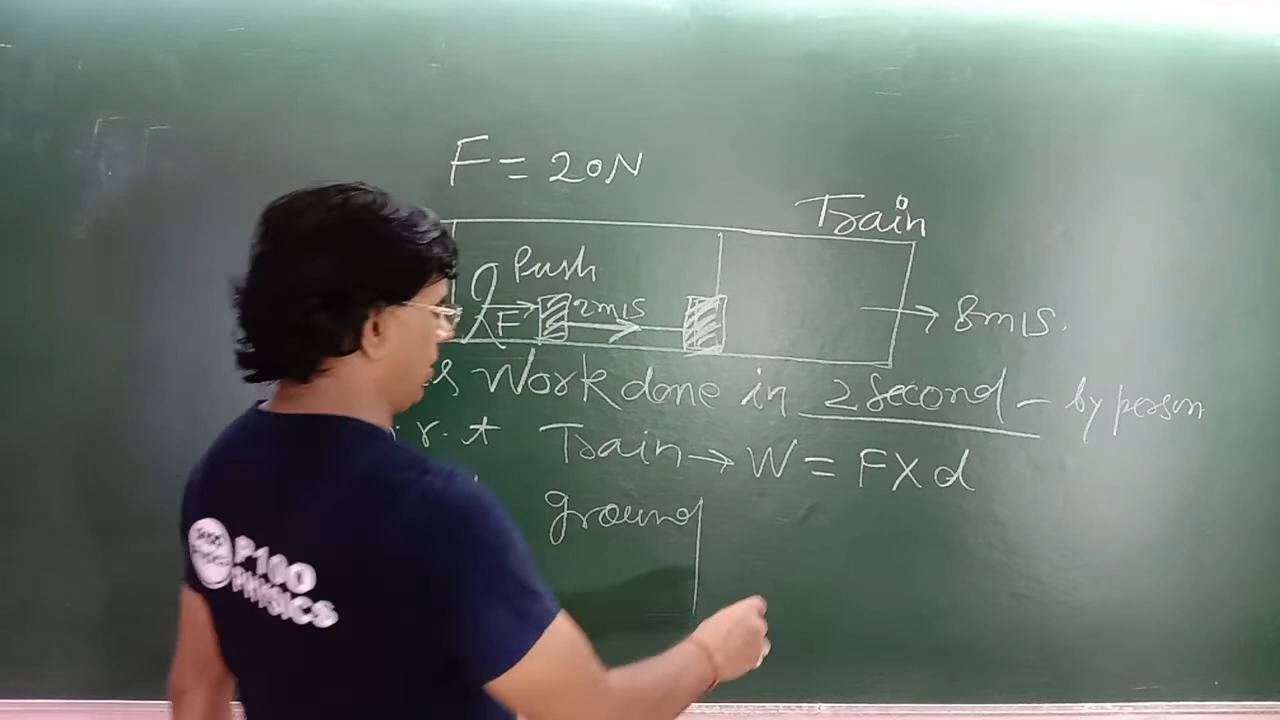 F = 20N
Train
Push
F
2m/s
8m/s.
Work done in 2 second - by person
.r.t Train → W = F X d
ground
P100
PHYSICS